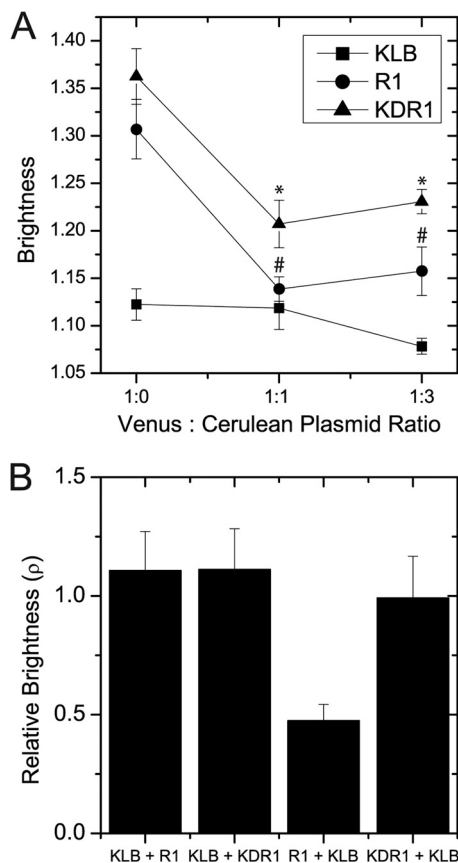 A
1.40
1.35
1.30
1.25
1.20
1.15
1.10
1.05
Brightness
KLB
R1
KDR1
*
*
#
#
1:0
1:1
1:3
Venus : Cerulean Plasmid Ratio
B
1.5
1.0
0.5
0.0
Relative Brightness (ρ)
KLB + R1
KLB + KDR1
R1 + KLB
KDR1 + KLB